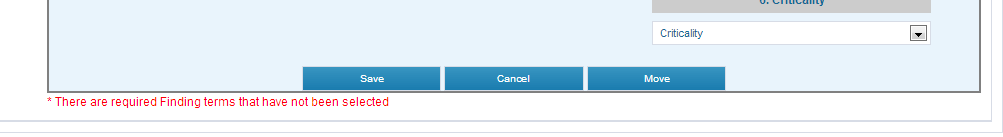 6. Criticality
Criticality
Save Cancel Move
* There are required Finding terms that have not been selected